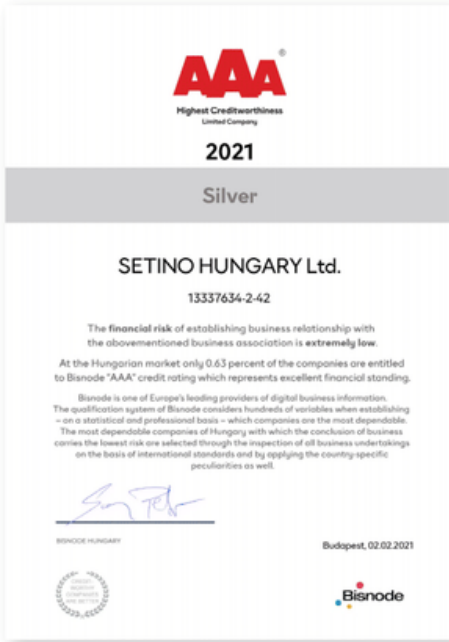 AAA®
Highest Creditworthiness
Limited Company
2021
Silver
SETINO HUNGARY Ltd.
13337634-2-42
The financial risk of establishing business relationship with
the abovementioned business association is extremely low.
At the Hungarian market only 0.63 percent of the companies are entitled
to Bisnode "AAA" credit rating which represents excellent financial standing.
Bisnode is one of Europe's leading providers of digital business information.
The qualification system of Bisnode considers hundreds of variables when establishing
– on a statistical and professional basis – which companies are the most dependable.
The most dependable companies of Hungary with which the conclusion of business
carries the lowest risk are selected through the inspection of all business undertakings
on the basis of international standards and by applying the country-specific
peculiarities as well.
BISNODE HUNGARY
Budapest, 02.02.2021
CREDIT
WORTHY
COMPANIES
ARE BETTER
Bisnode